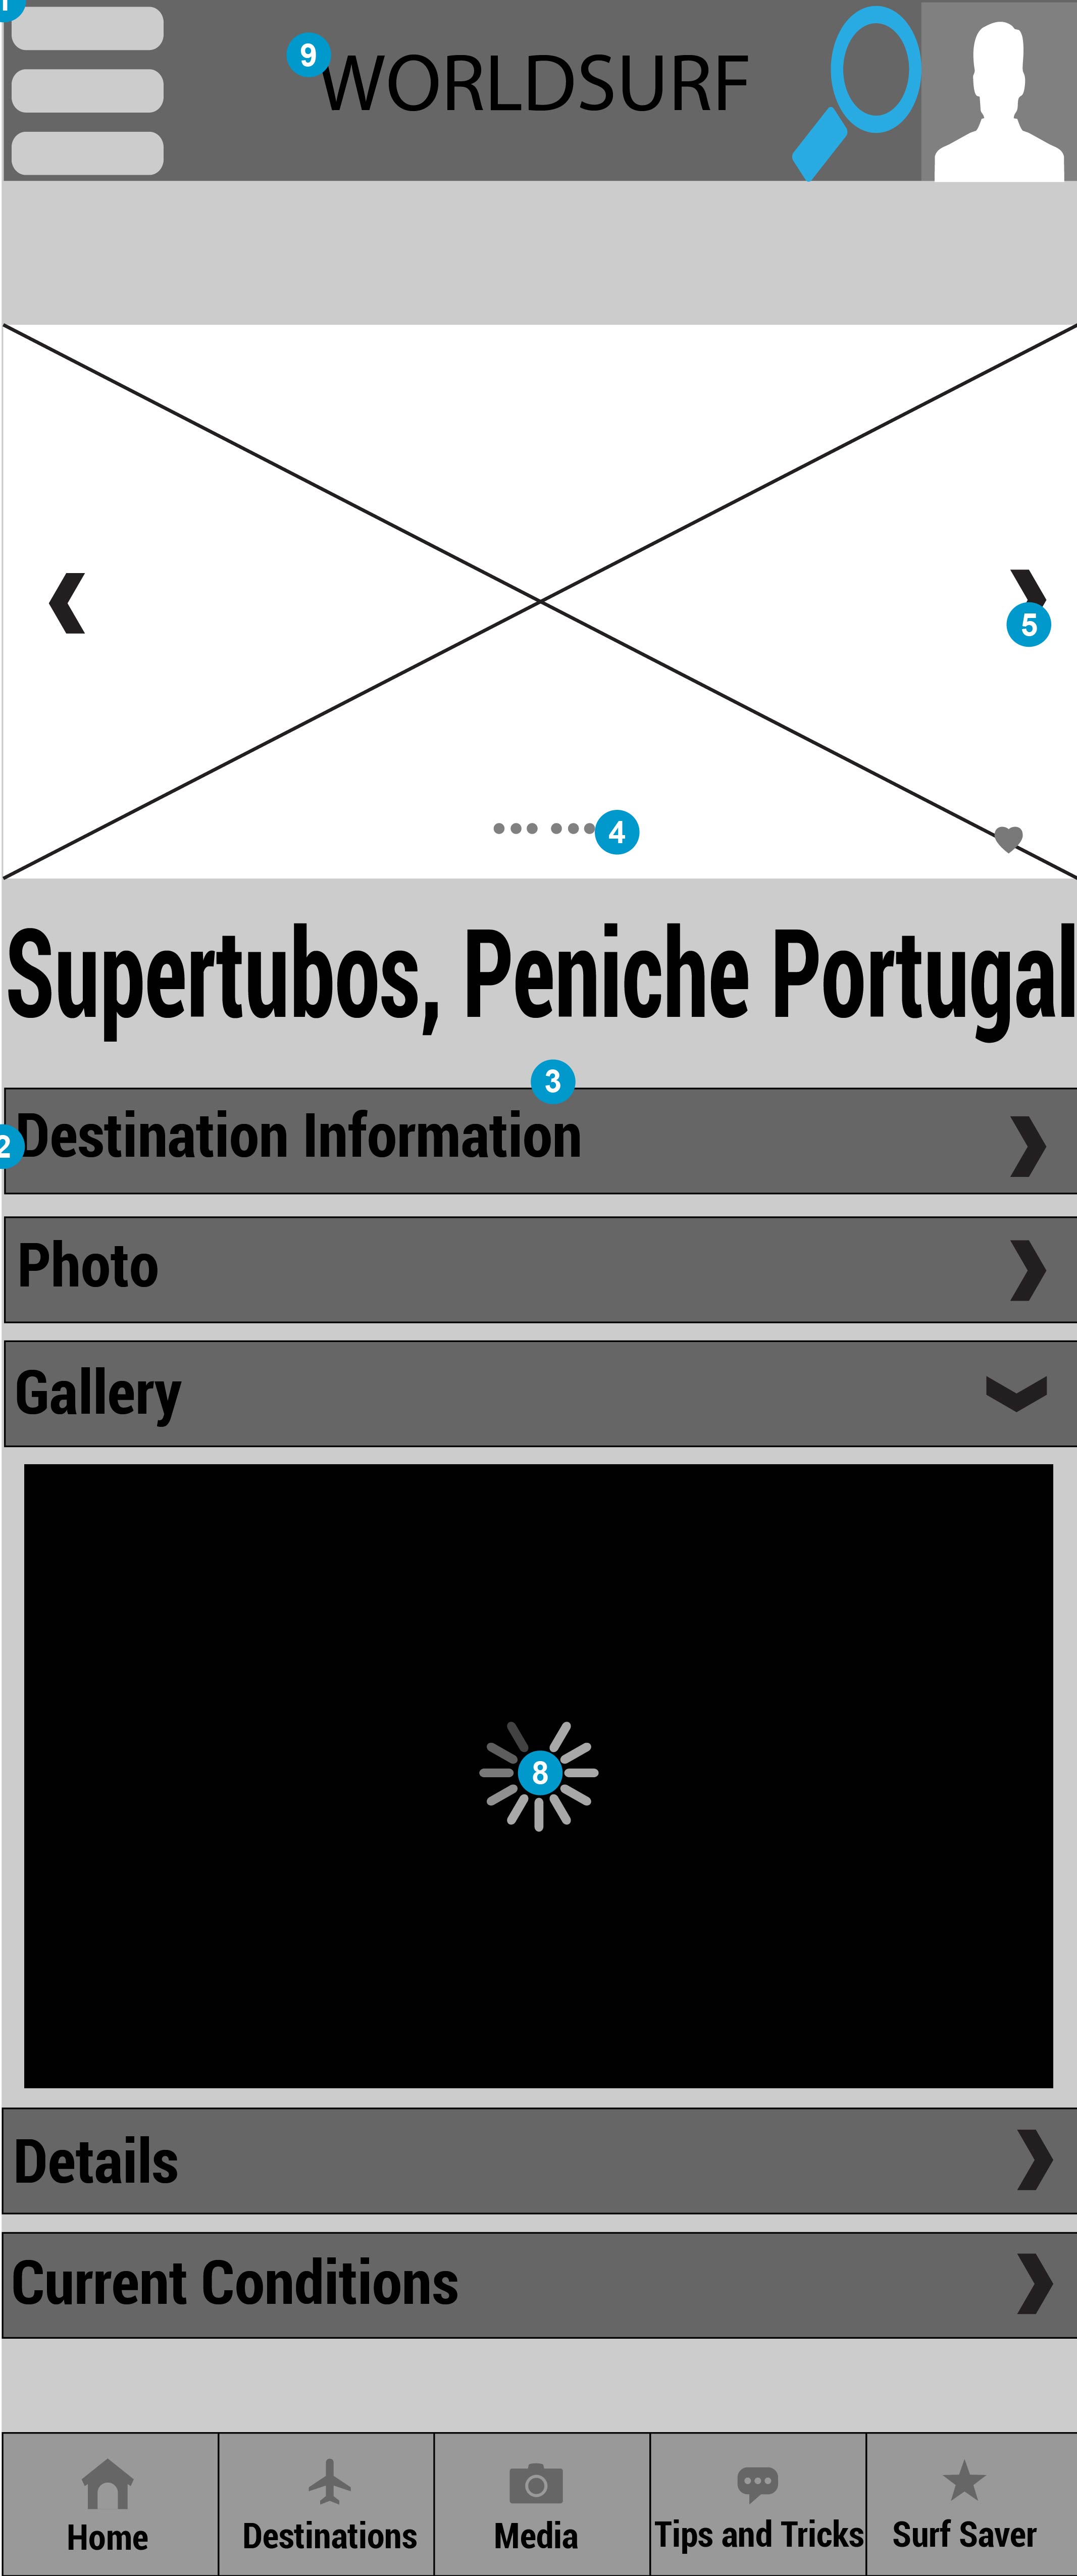 1
9
WORLDSURF
5
4
Supertubos, Peniche Portugal
3
2
Destination Information
Photo
Gallery
8
Details
Current Conditions
Home Destinations Media Tips and Tricks Surf Saver